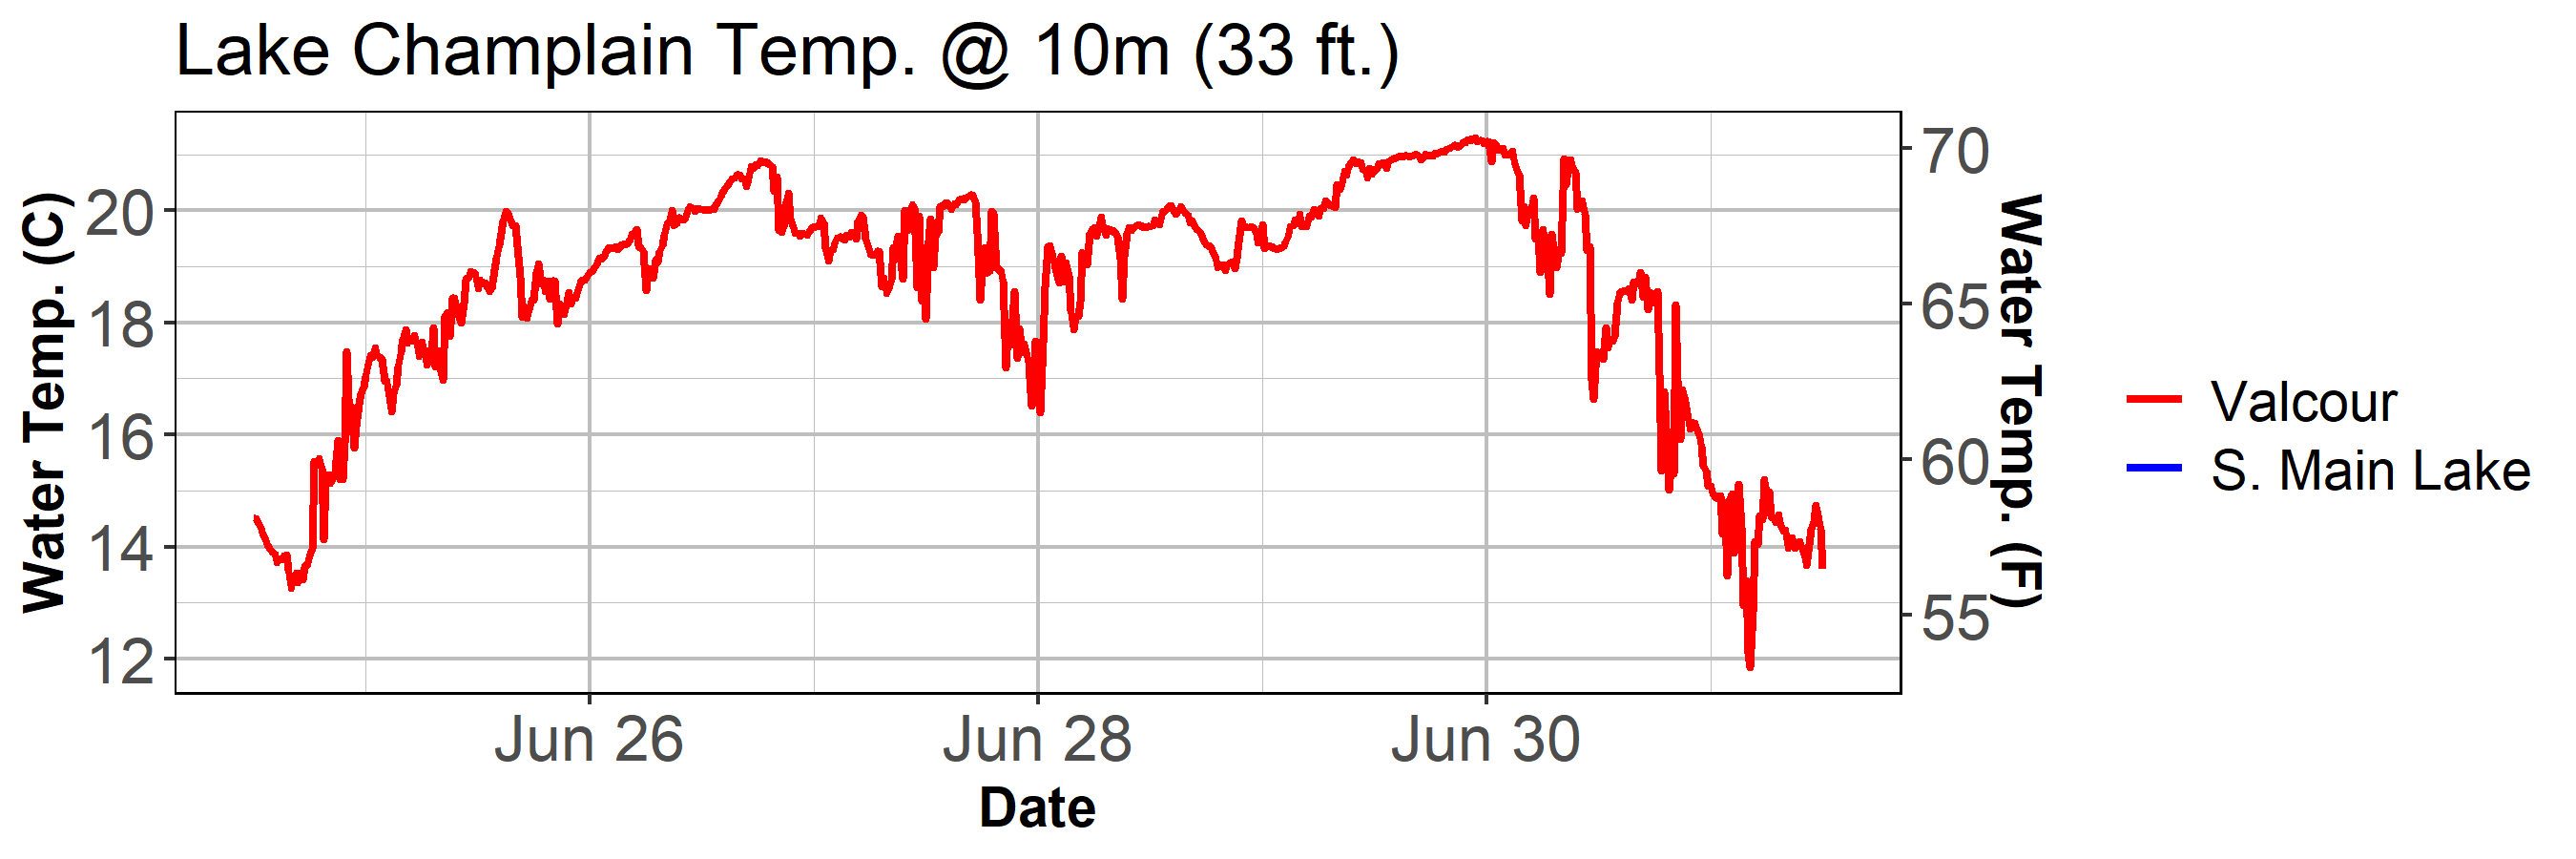 Lake Champlain Temp. @ 10m (33 ft.)
Water Temp. (C)
20
18
16
14
12
70
65
60
55
Water Temp. (F)
Jun 26
Jun 28
Jun 30
Date
Valcour
S. Main Lake